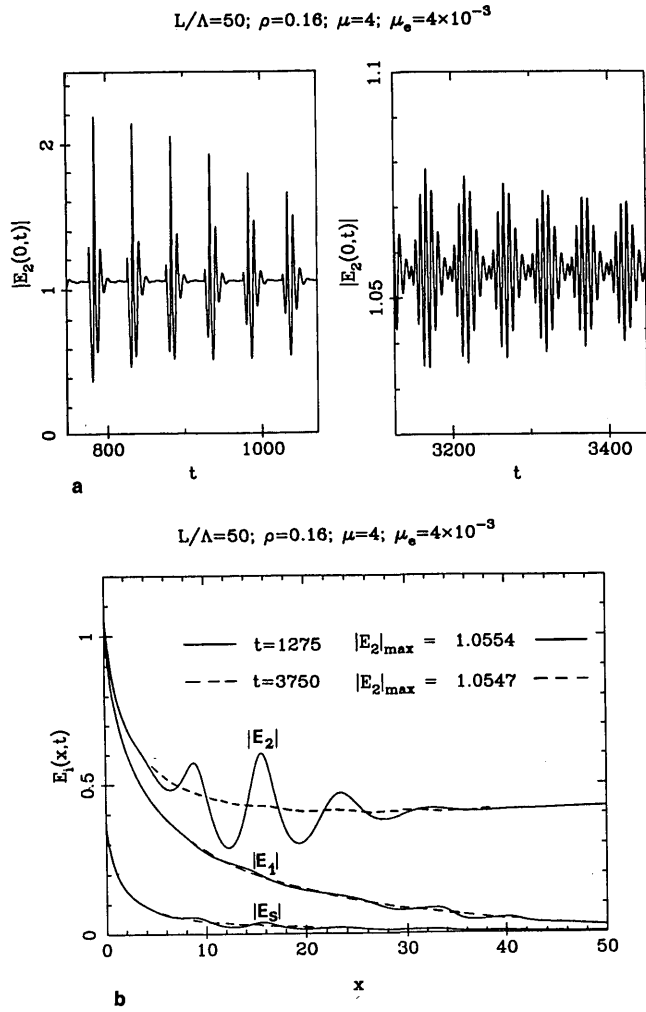 L/Λ=50; ρ=0.16; μ=4; μₑ=4×10⁻³
|E₂(0,t)|
2
1
0
800
1000
t
|E₂(0,t)|
1.1
1.05
3200
3400
t
a
L/Λ=50; ρ=0.16; μ=4; μₑ=4×10⁻³
Eᵢ(x,t)
1
0.5
0
t=1275 |E₂|ₘₐₓ = 1.0554
t=3750 |E₂|ₘₐₓ = 1.0547
|E₂|
|E₁|
|Eₛ|
0
10
20
30
40
50
x
b